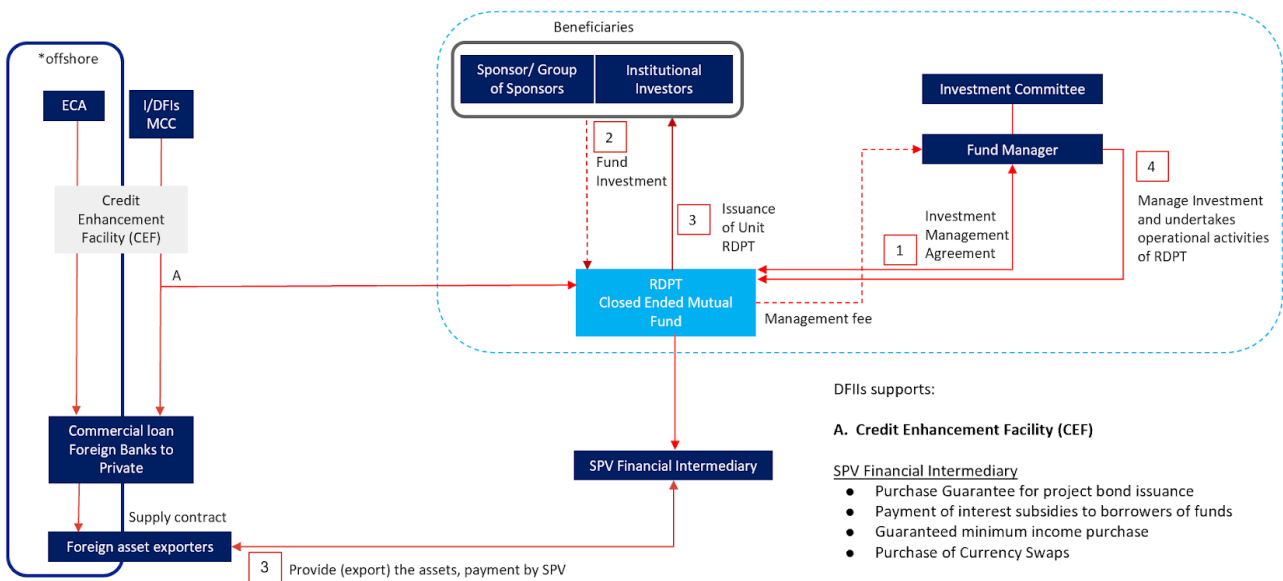 *offshore
ECA
I/DFIs
MCC
Credit
Enhancement
Facility (CEF)
A
Commercial loan
Foreign Banks to
Private
Supply contract
Foreign asset exporters
Beneficiaries
Sponsor/ Group
of Sponsors
Institutional
Investors
2
Fund
Investment
3
Issuance
of Unit
RDPT
RDPT
Closed Ended Mutual
Fund
Management fee
Investment Committee
Fund Manager
1
Investment
Management
Agreement
4
Manage Investment
and undertakes
operational activities
of RDPT
SPV Financial Intermediary
3
Provide (export) the assets, payment by SPV
DFIIs supports:
A. Credit Enhancement Facility (CEF)
SPV Financial Intermediary
● Purchase Guarantee for project bond issuance
● Payment of interest subsidies to borrowers of funds
● Guaranteed minimum income purchase
● Purchase of Currency Swaps